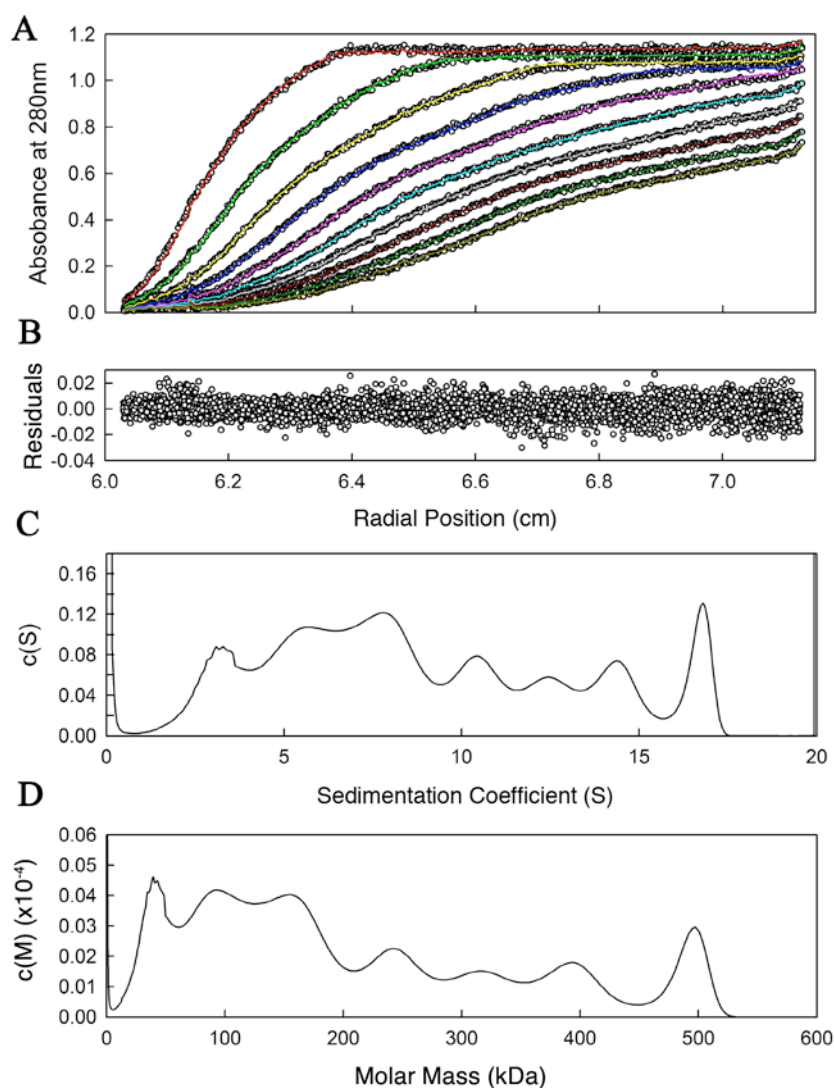 A
1.2
1.0
0.8
0.6
0.4
0.2
0.0
Absobance at 280nm
B
0.02
0.00
-0.02
-0.04
Residuals
6.0 6.2 6.4 6.6 6.8 7.0
Radial Position (cm)
C
0.16
0.12
0.08
0.04
0.00
c(S)
0 5 10 15 20
Sedimentation Coefficient (S)
D
0.06
0.05
0.04
0.03
0.02
0.01
0.00
c(M) (x10⁻⁴)
0 100 200 300 400 500 600
Molar Mass (kDa)